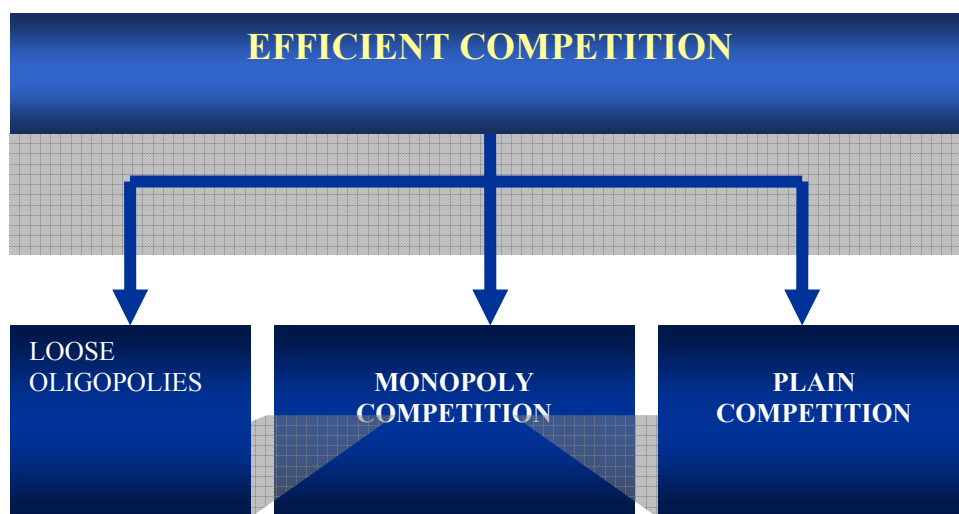 EFFICIENT COMPETITION
LOOSE
OLIGOPOLIES
MONOPOLY
COMPETITION
PLAIN
COMPETITION